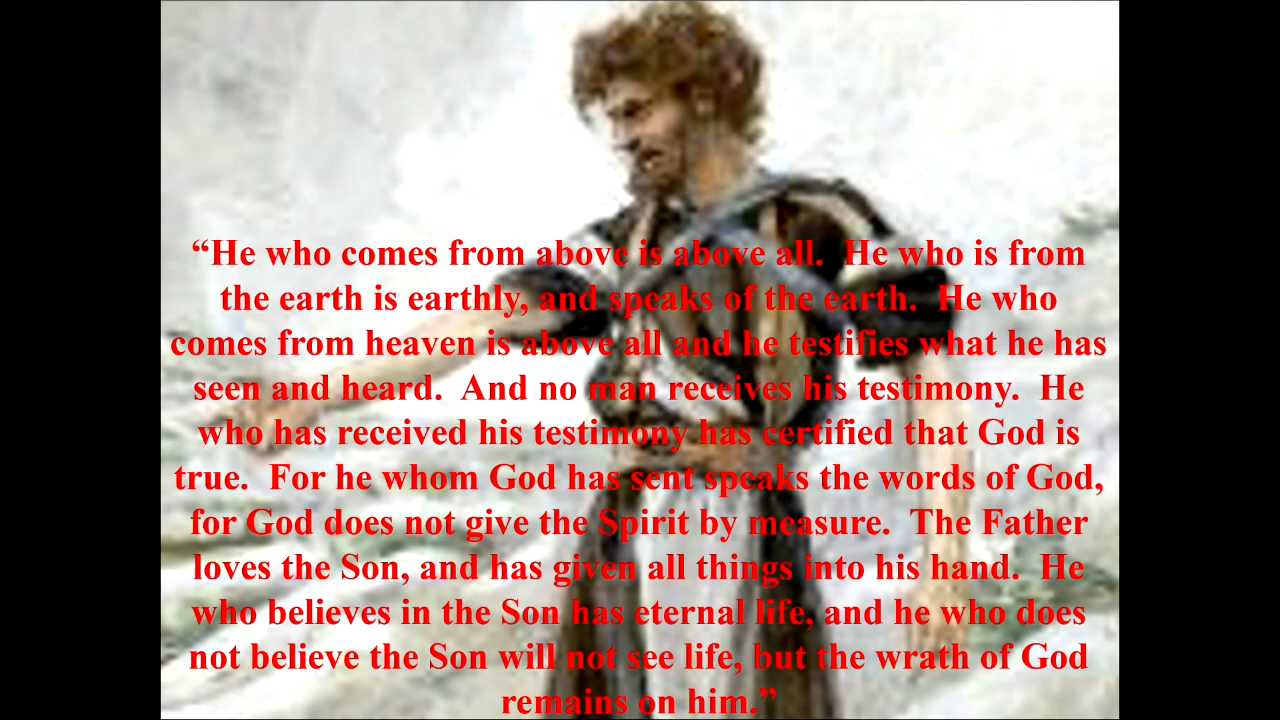 “He who comes from above is above all.  He who is from
the earth is earthly, and speaks of the earth.  He who
comes from heaven is above all and he testifies what he has
seen and heard.  And no man receives his testimony.  He
who has received his testimony has certified that God is
true.  For he whom God has sent speaks the words of God,
for God does not give the Spirit by measure.  The Father
loves the Son, and has given all things into his hand.  He
who believes in the Son has eternal life, and he who does
not believe the Son will not see life, but the wrath of God
remains on him.”